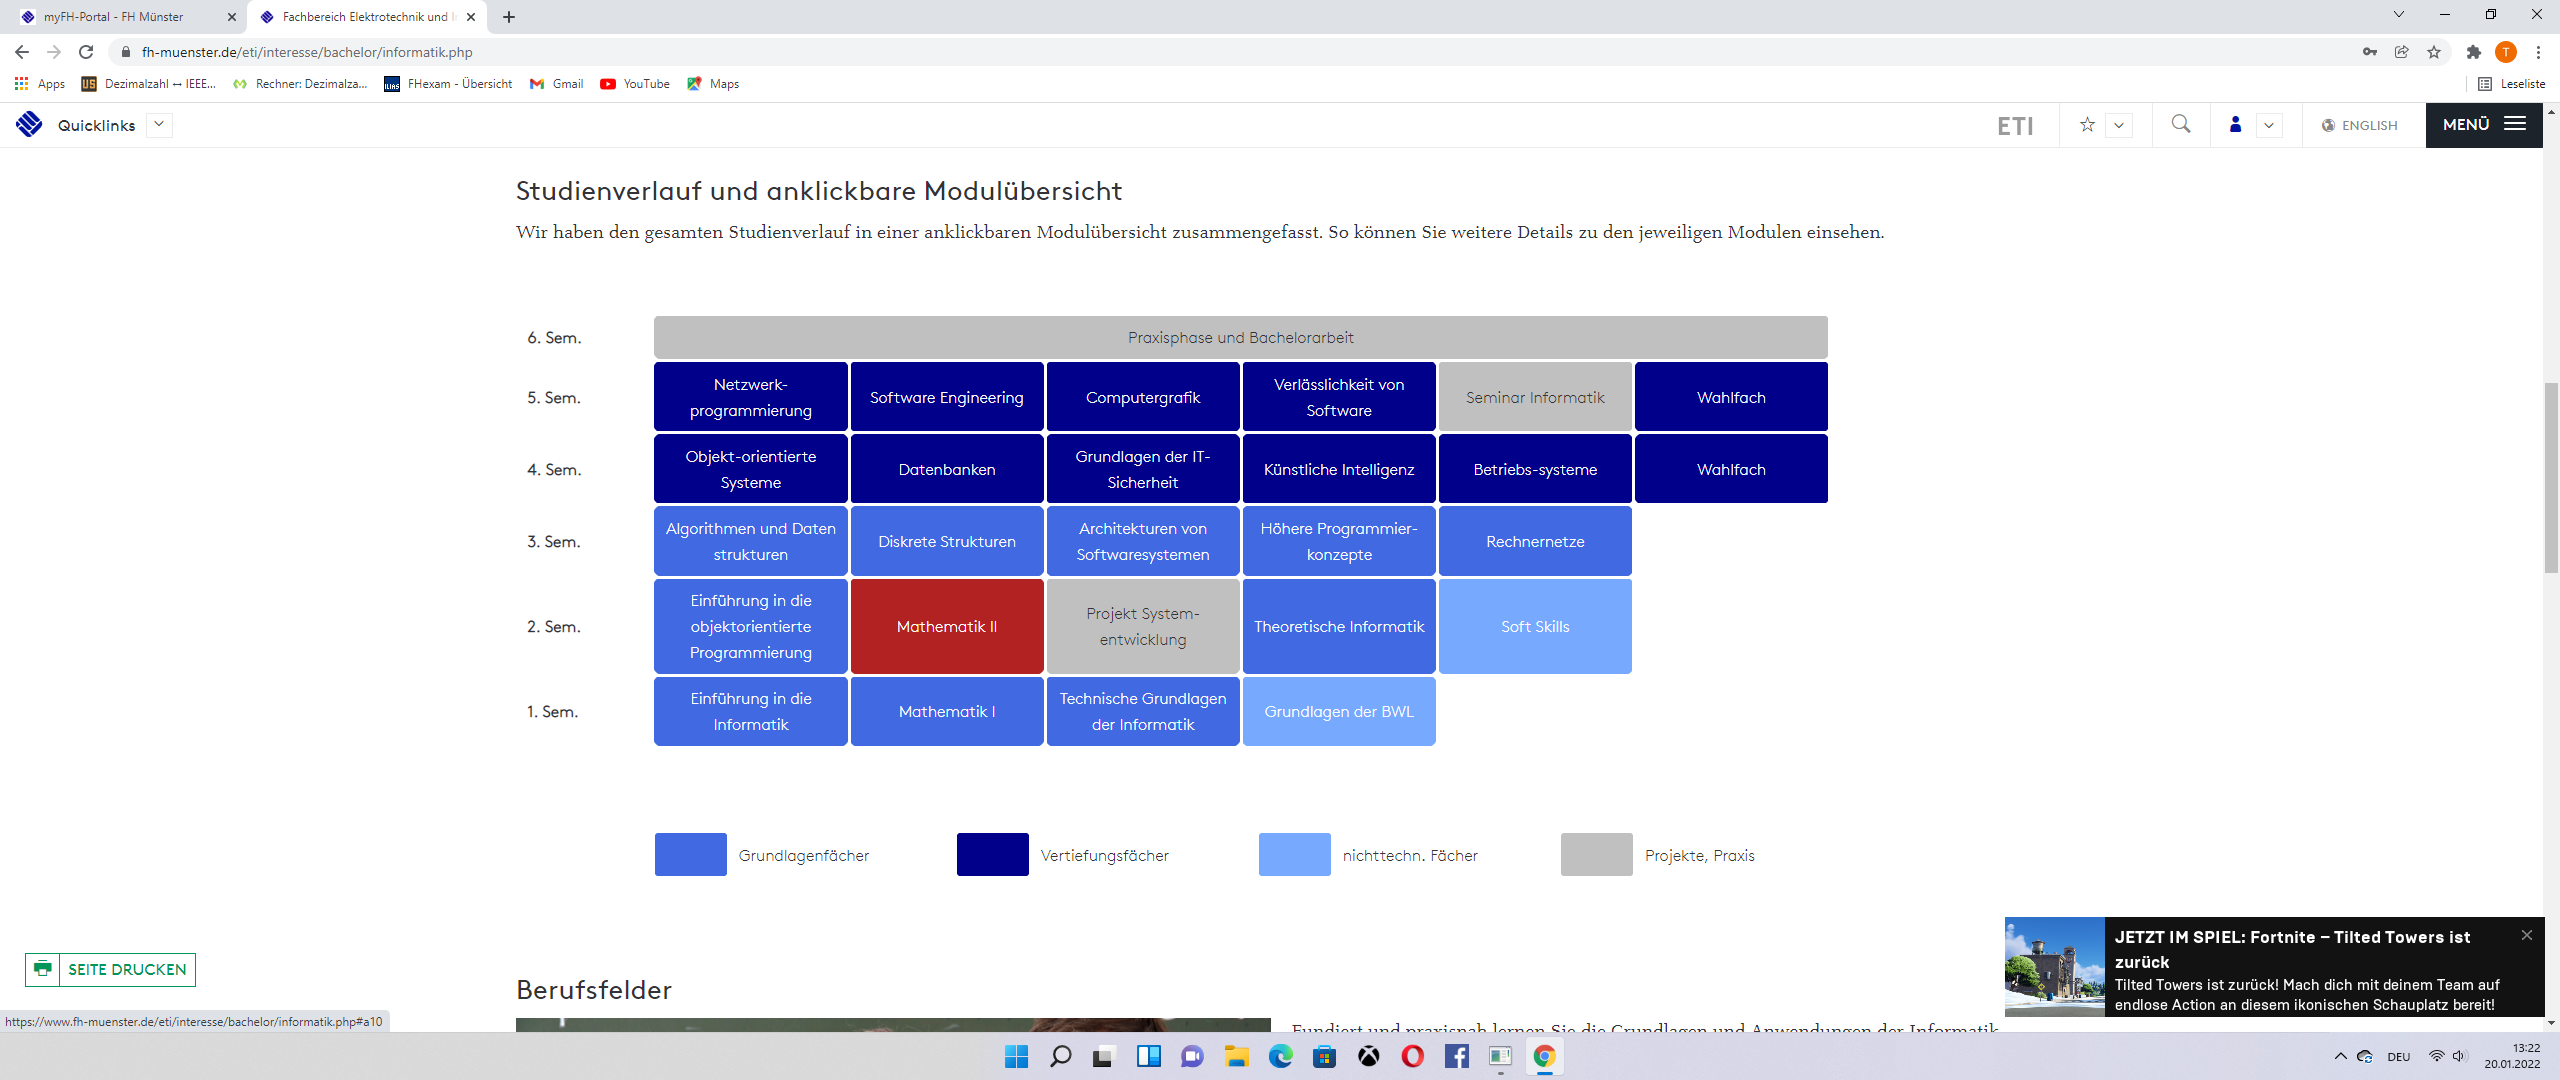 myFH-Portal - FH Münster
Fachbereich Elektrotechnik und I
fh-muenster.de/eti/interesse/bachelor/informatik.php
T
Apps
Dezimalzahl ↔ IEEE...
Rechner: Dezimalza...
FHexam - Übersicht
Gmail
YouTube
Maps
Leseliste
Quicklinks
ETI
ENGLISH
MENÜ
Studienverlauf und anklickbare Modulübersicht
Wir haben den gesamten Studienverlauf in einer anklickbaren Modulübersicht zusammengefasst. So können Sie weitere Details zu den jeweiligen Modulen einsehen.
6. Sem.
Praxisphase und Bachelorarbeit
5. Sem.
Netzwerk-
programmierung
Software Engineering
Computergrafik
Verlässlichkeit von
Software
Seminar Informatik
Wahlfach
4. Sem.
Objekt-orientierte
Systeme
Datenbanken
Grundlagen der IT-
Sicherheit
Künstliche Intelligenz
Betriebs-systeme
Wahlfach
3. Sem.
Algorithmen und Daten
strukturen
Diskrete Strukturen
Architekturen von
Softwaresystemen
Höhere Programmier-
konzepte
Rechnernetze
2. Sem.
Einführung in die
objektorientierte
Programmierung
Mathematik II
Projekt System-
entwicklung
Theoretische Informatik
Soft Skills
1. Sem.
Einführung in die
Informatik
Mathematik I
Technische Grundlagen
der Informatik
Grundlagen der BWL
Grundlagenfächer
Vertiefungsfächer
nichttechn. Fächer
Projekte, Praxis
SEITE DRUCKEN
Berufsfelder
Fundiert und praxisnah lernen Sie die Grundlagen und Anwendungen der Informatik
JETZT IM SPIEL: Fortnite – Tilted Towers ist
zurück
Tilted Towers ist zurück! Mach dich mit deinem Team auf
endlose Action an diesem ikonischen Schauplatz bereit!
https://www.fh-muenster.de/eti/interesse/bachelor/informatik.php#a10
DEU
13:22
20.01.2022